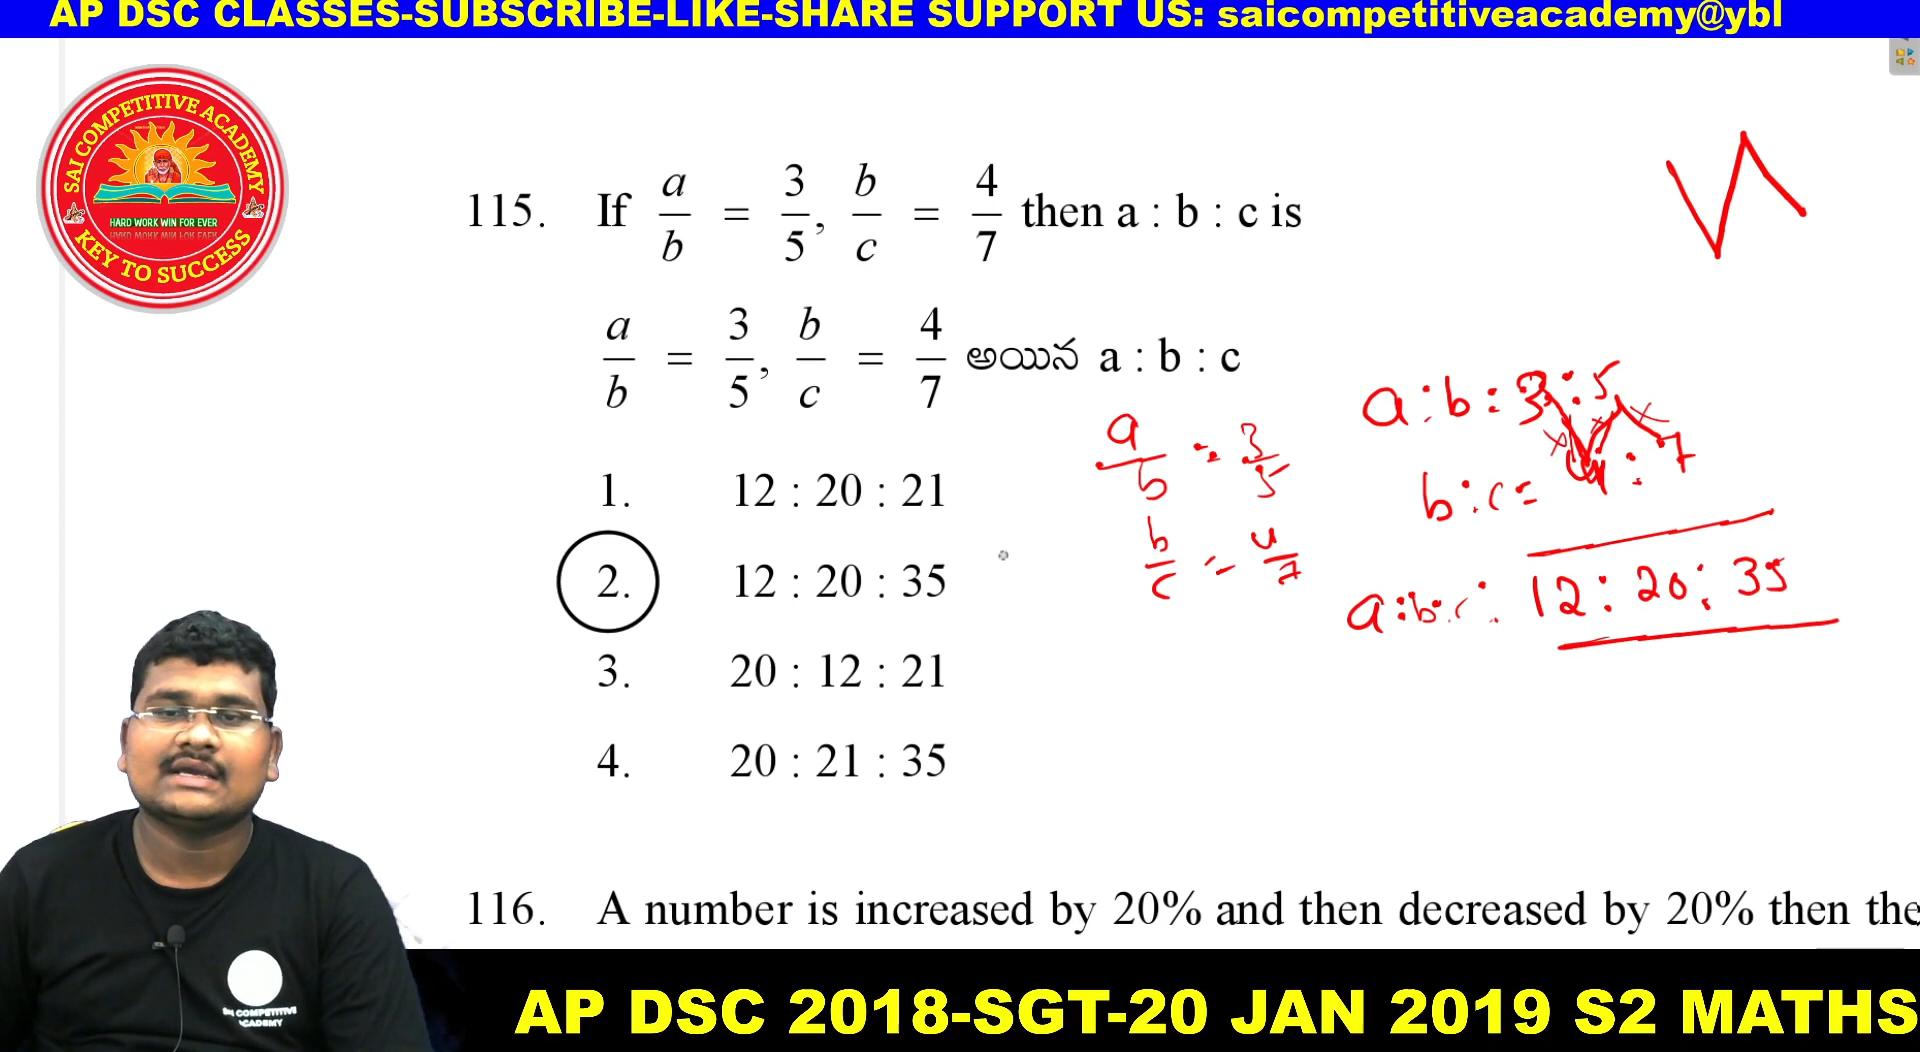 AP DSC CLASSES-SUBSCRIBE-LIKE-SHARE SUPPORT US: saicompetitiveacademy@ybl
SAI COMPETITIVE ACADEMY
HARD WORK WIN FOR EVER
KEY TO SUCCESS
115. If a/b = 3/5, b/c = 4/7 then a : b : c is
a/b = 3/5, b/c = 4/7 అయిన a : b : c
1. 12 : 20 : 21
2. 12 : 20 : 35
3. 20 : 12 : 21
4. 20 : 21 : 35
a/b = 3/5
b/c = 4/7
a:b = 3:5
b:c = 4:7
a:b:c: 12:20:35
116. A number is increased by 20% and then decreased by 20% then the
SAI COMPETITIVE
ACADEMY
AP DSC 2018-SGT-20 JAN 2019 S2 MATHS